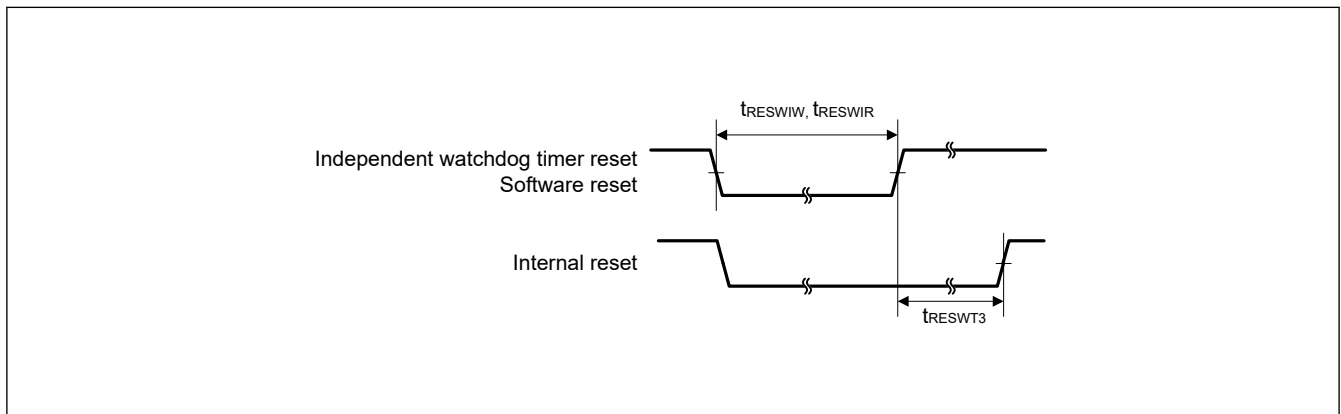 tRESWIW, tRESWIR
Independent watchdog timer reset
Software reset
Internal reset
tRESWT3